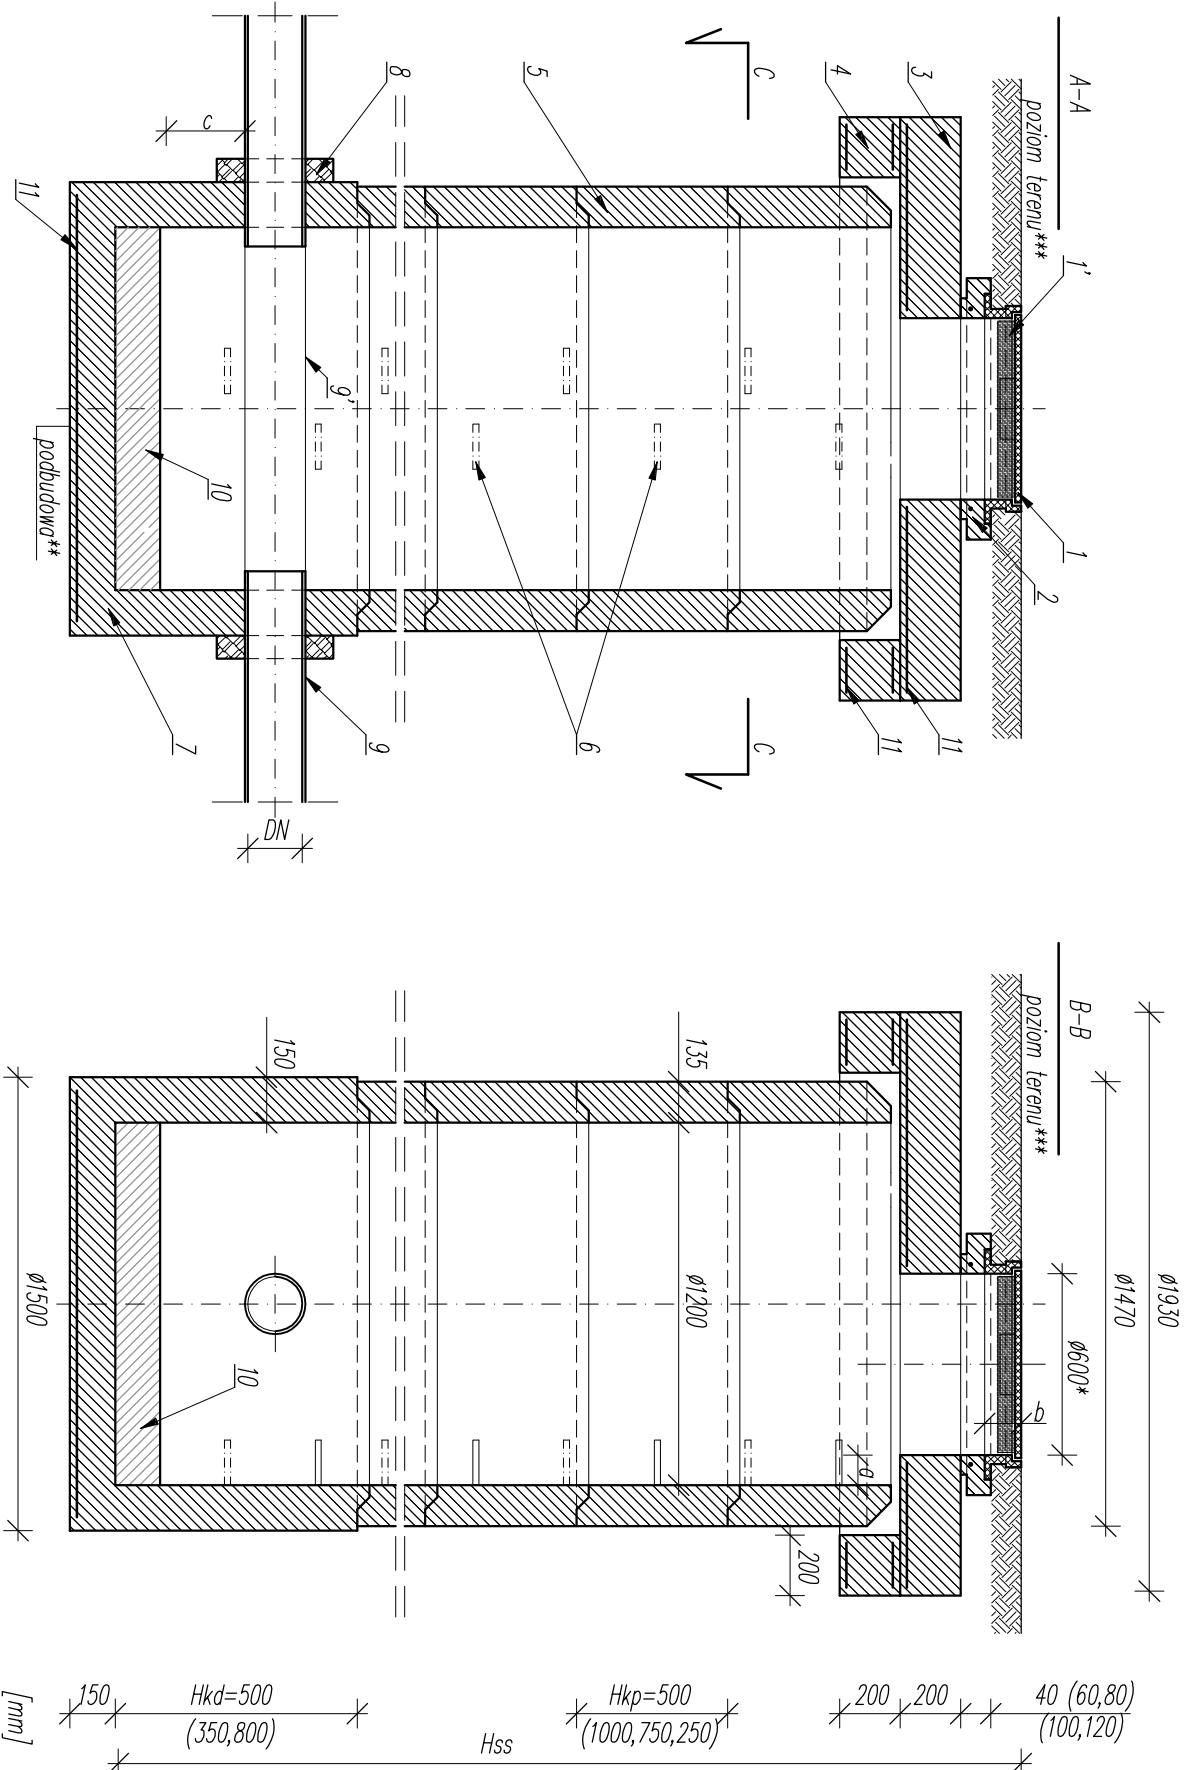 A-A
poziom terenu***
C
1'
1
2
3
4
5
6
7
8
9
9'
10
11
11
11
C
c
DN
podbudowa**
B-B
poziom terenu***
ø1930
ø1470
ø600*
b
a
135
ø1200
150
ø1500
10
200
40 (60,80)
(100,120)
200
200
Hkp=500
(1000,750,250)
Hkd=500
(350,800)
150
Hss
[mm]